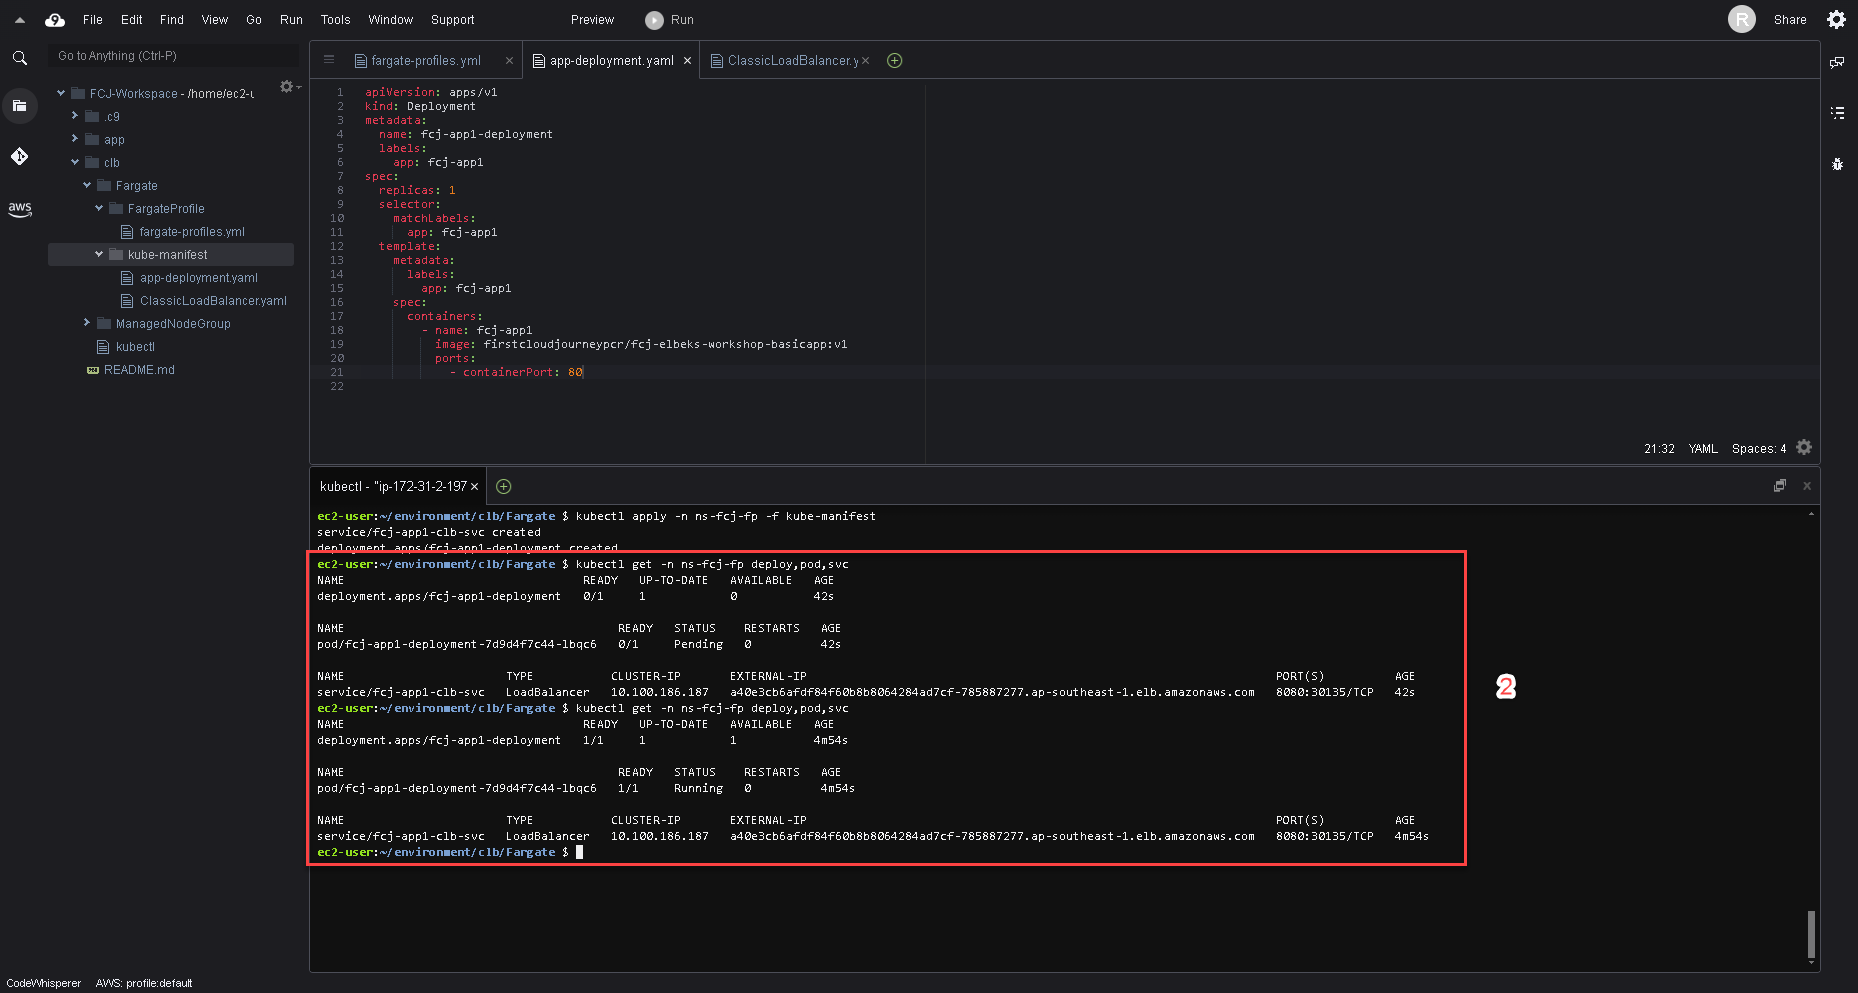 File Edit Find View Go Run Tools Window Support Preview Run R Share
Go to Anything (Ctrl-P)
fargate-profiles.yml × app-deployment.yaml × ClassicLoadBalancer.y ×
FCJ-Workspace - /home/ec2-u
.c9
app
clb
Fargate
FargateProfile
fargate-profiles.yml
kube-manifest
app-deployment.yaml
ClassicLoadBalancer.yaml
ManagedNodeGroup
kubectl
README.md
aws
1 apiVersion: apps/v1
2 kind: Deployment
3 metadata:
4 name: fcj-app1-deployment
5 labels:
6 app: fcj-app1
7 spec:
8 replicas: 1
9 selector:
10 matchLabels:
11 app: fcj-app1
12 template:
13 metadata:
14 labels:
15 app: fcj-app1
16 spec:
17 containers:
18 - name: fcj-app1
19 image: firstcloudjourneypcr/fcj-elbeks-workshop-basicapp:v1
20 ports:
21 - containerPort: 80
22
21:32 YAML Spaces: 4
kubectl - "ip-172-31-2-197 ×
ec2-user:~/environment/clb/Fargate $ kubectl apply -n ns-fcj-fp -f kube-manifest
service/fcj-app1-clb-svc created
deployment.apps/fcj-app1-deployment created
ec2-user:~/environment/clb/Fargate $ kubectl get -n ns-fcj-fp deploy,pod,svc
NAME READY UP-TO-DATE AVAILABLE AGE
deployment.apps/fcj-app1-deployment 0/1 1 0 42s
NAME READY STATUS RESTARTS AGE
pod/fcj-app1-deployment-7d9d4f7c44-lbqc6 0/1 Pending 0 42s
NAME TYPE CLUSTER-IP EXTERNAL-IP PORT(S) AGE
service/fcj-app1-clb-svc LoadBalancer 10.100.186.187 a40e3cb6afdf84f60b8b8064284ad7cf-785887277.ap-southeast-1.elb.amazonaws.com 8080:30135/TCP 42s
ec2-user:~/environment/clb/Fargate $ kubectl get -n ns-fcj-fp deploy,pod,svc
NAME READY UP-TO-DATE AVAILABLE AGE
deployment.apps/fcj-app1-deployment 1/1 1 1 4m54s
NAME READY STATUS RESTARTS AGE
pod/fcj-app1-deployment-7d9d4f7c44-lbqc6 1/1 Running 0 4m54s
NAME TYPE CLUSTER-IP EXTERNAL-IP PORT(S) AGE
service/fcj-app1-clb-svc LoadBalancer 10.100.186.187 a40e3cb6afdf84f60b8b8064284ad7cf-785887277.ap-southeast-1.elb.amazonaws.com 8080:30135/TCP 4m54s
ec2-user:~/environment/clb/Fargate $
2
CodeWhisperer AWS: profile:default